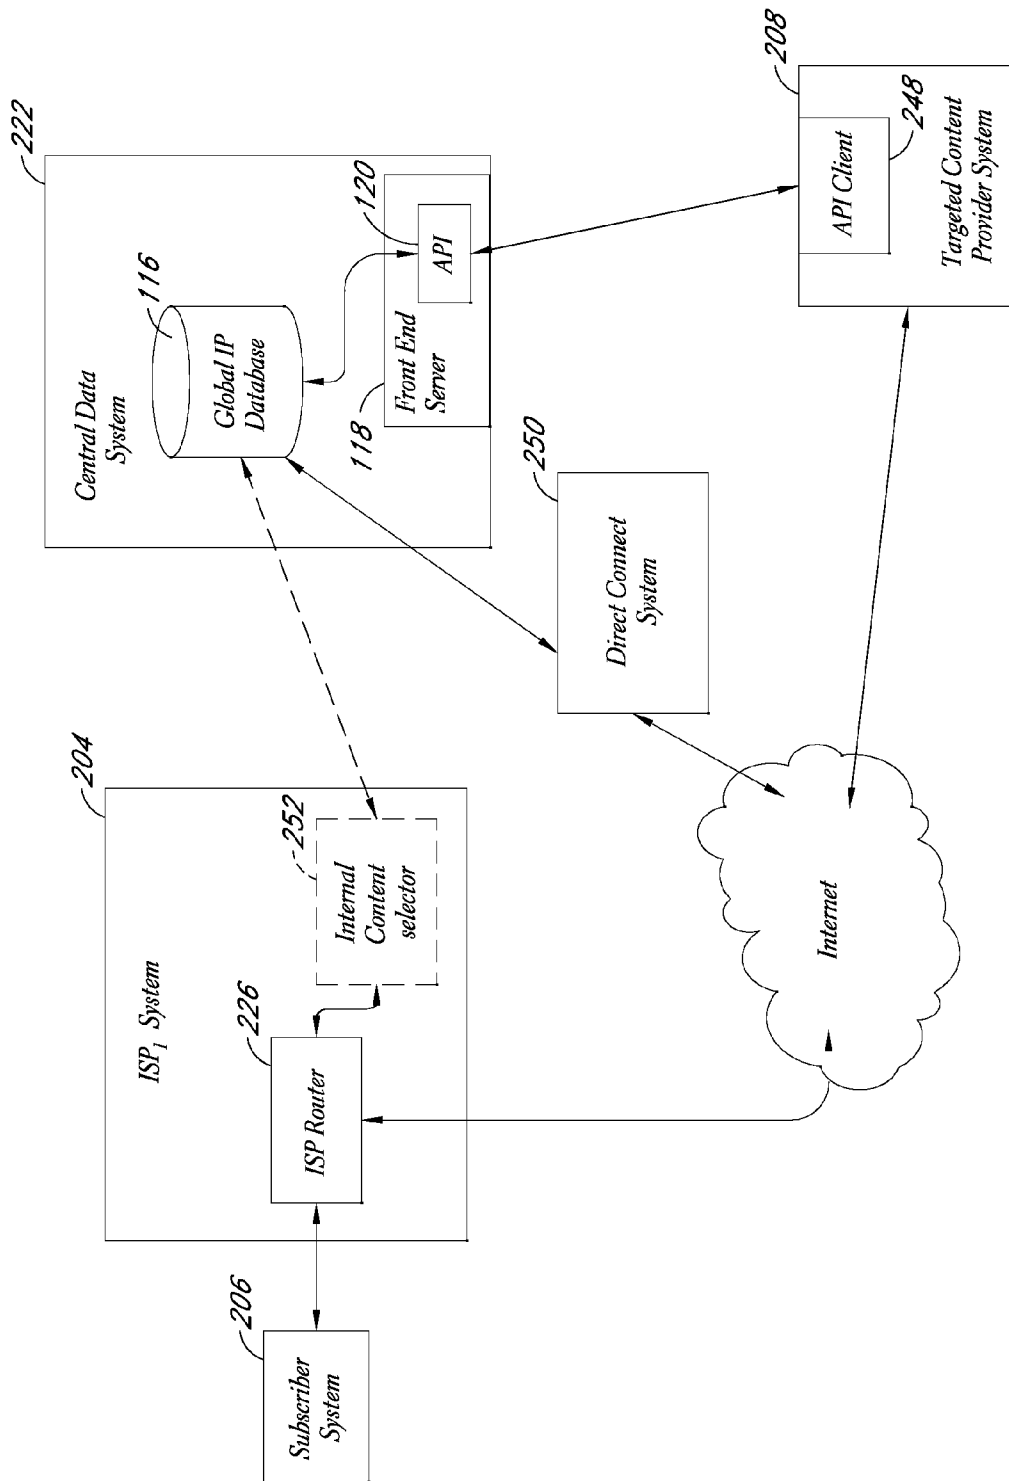 222
Central Data
System
116
Global IP
Database
120
API
Front End
Server
118
204
ISP1 System
252
Internal
Content
selector
226
ISP Router
206
Subscriber
System
250
Direct Connect
System
Internet
208
API Client
248
Targeted Content
Provider System